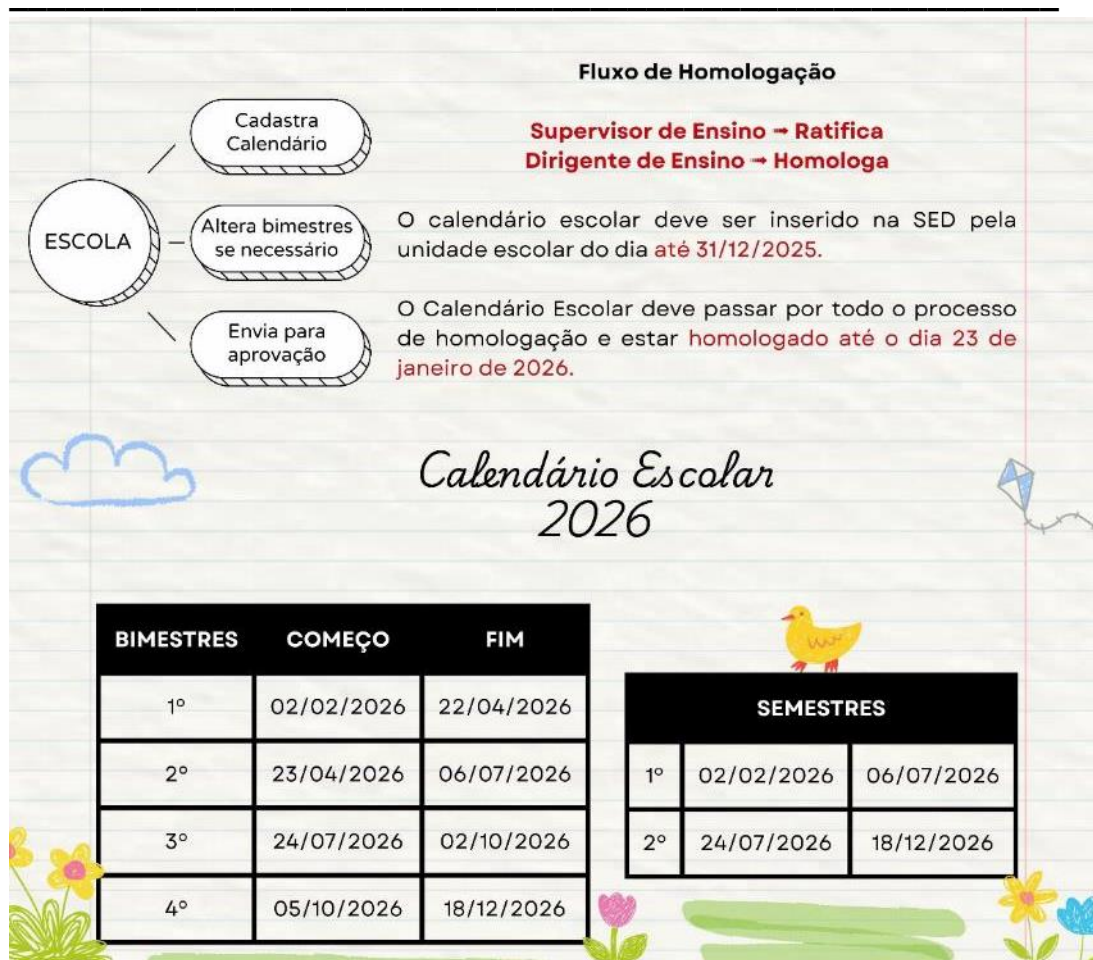 Fluxo de Homologação
Supervisor de Ensino → Ratifica
Dirigente de Ensino → Homologa
ESCOLA
Cadastra
Calendário
Altera bimestres
se necessário
Envia para
aprovação
O calendário escolar deve ser inserido na SED pela
unidade escolar do dia até 31/12/2025.
O Calendário Escolar deve passar por todo o processo
de homologação e estar homologado até o dia 23 de
janeiro de 2026.
Calendário Escolar
2026
BIMESTRES COMEÇO FIM
1º 02/02/2026 22/04/2026
2º 23/04/2026 06/07/2026
3º 24/07/2026 02/10/2026
4º 05/10/2026 18/12/2026
SEMESTRES
1º 02/02/2026 06/07/2026
2º 24/07/2026 18/12/2026